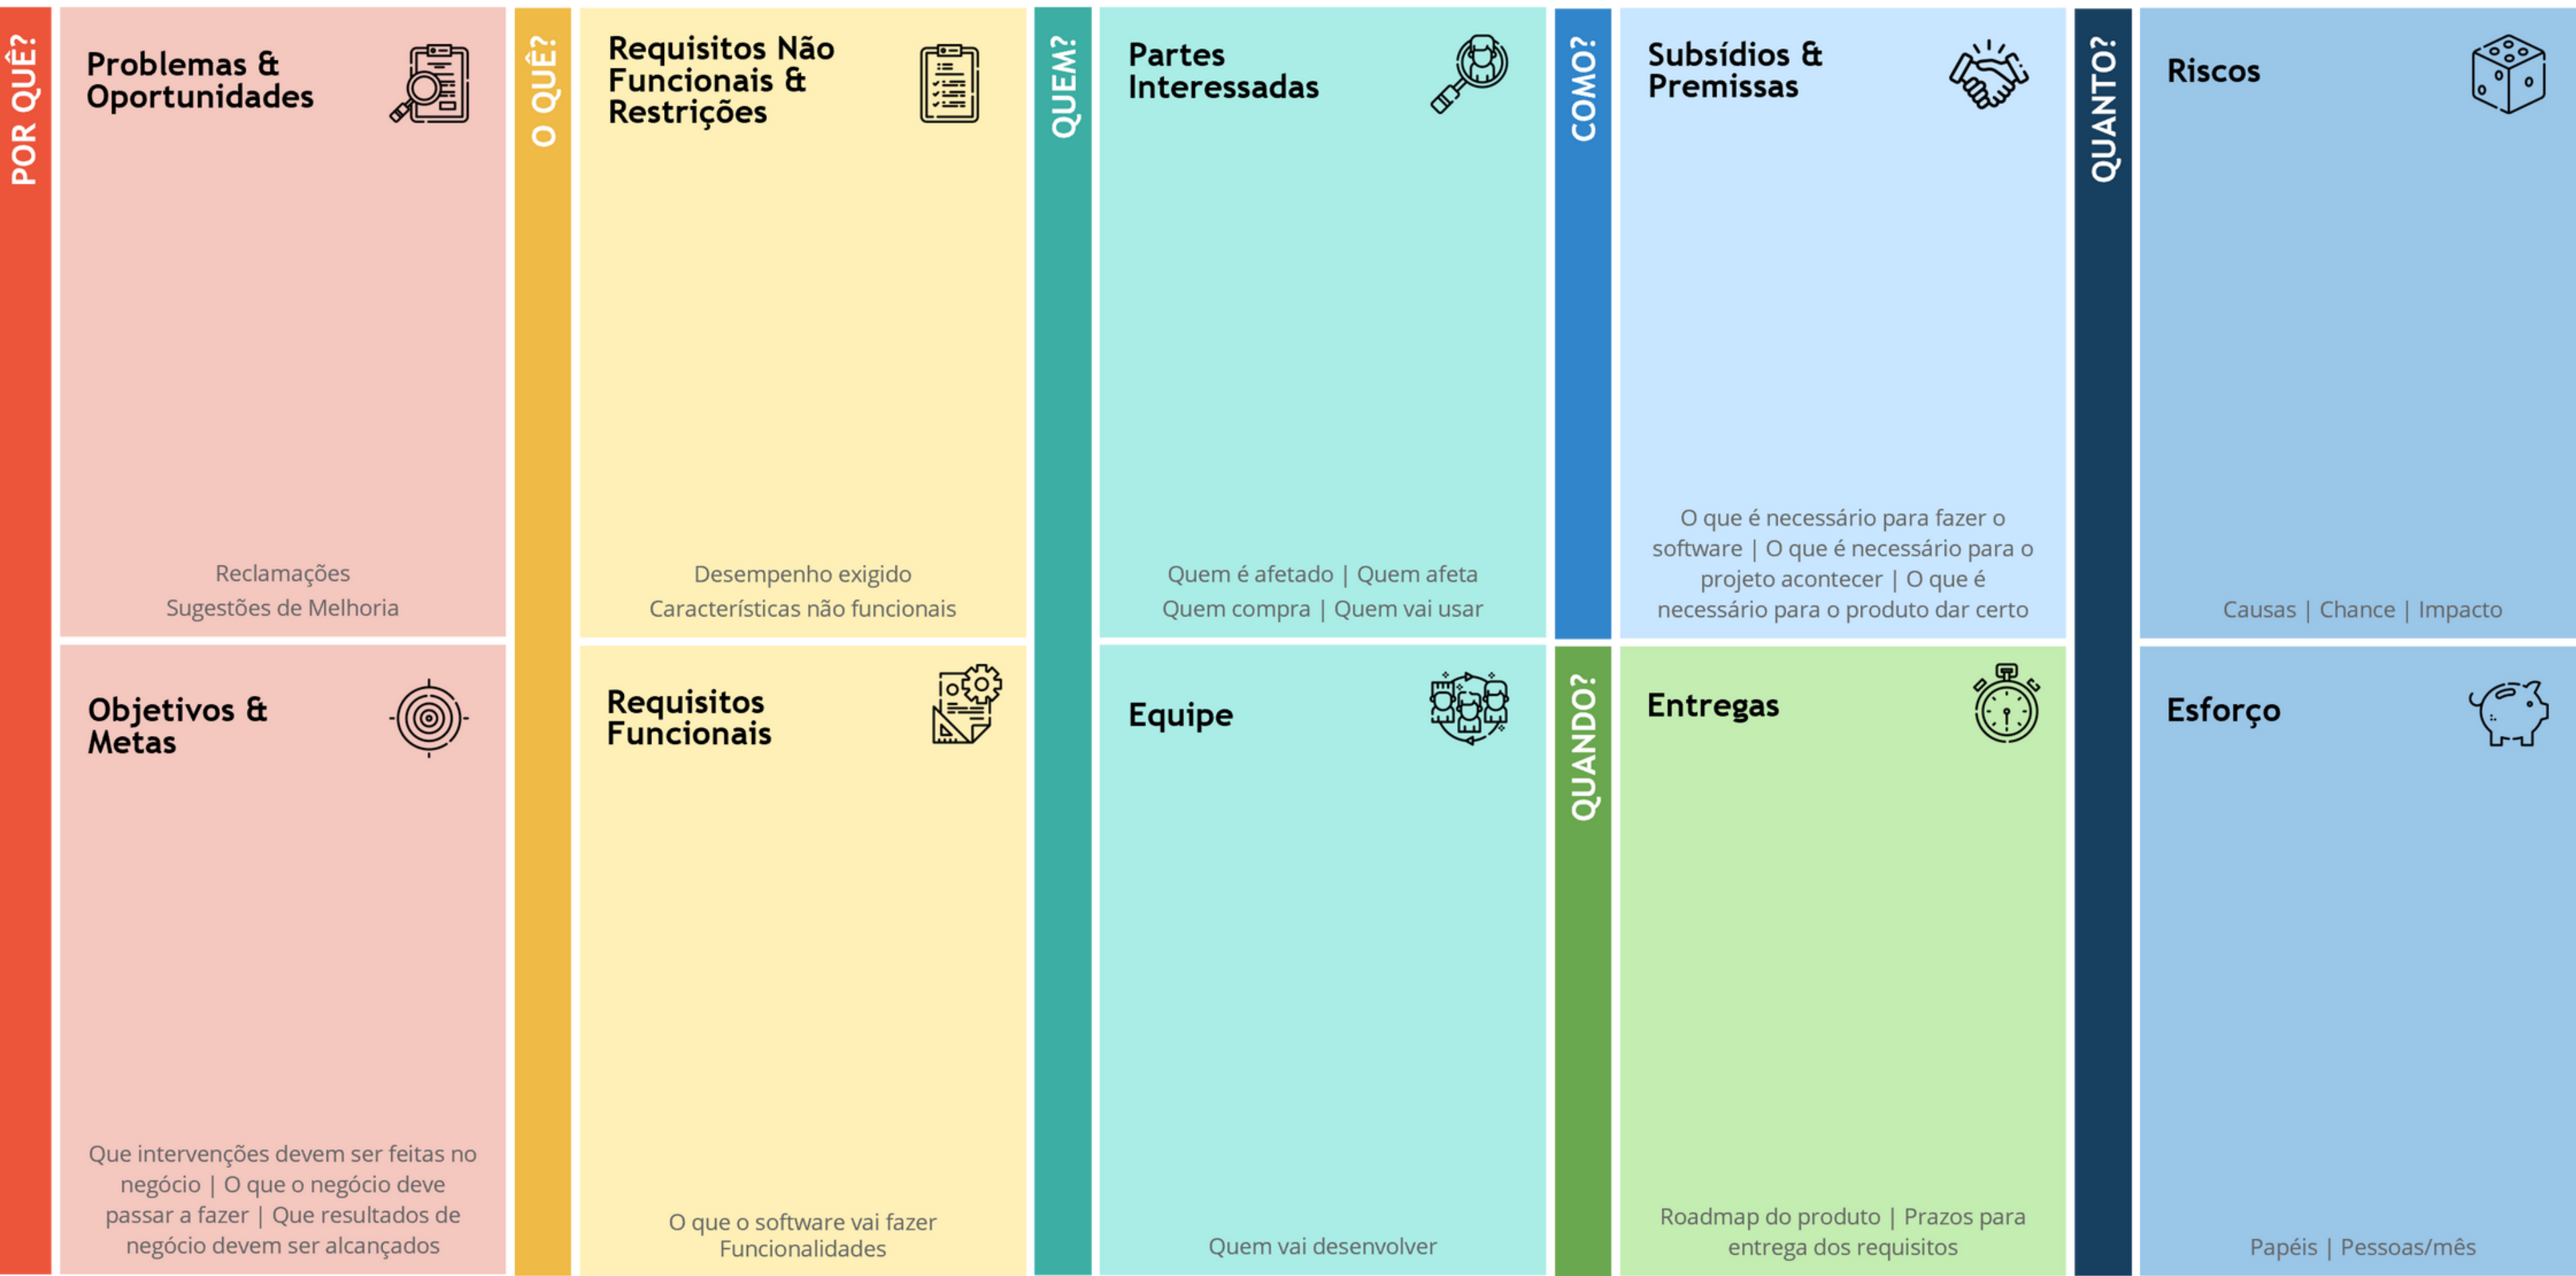 POR QUÊ?
Problemas &
Oportunidades
Reclamações
Sugestões de Melhoria
Objetivos &
Metas
Que intervenções devem ser feitas no
negócio | O que o negócio deve
passar a fazer | Que resultados de
negócio devem ser alcançados
O QUÊ?
Requisitos Não
Funcionais &
Restrições
Desempenho exigido
Características não funcionais
Requisitos
Funcionais
O que o software vai fazer
Funcionalidades
QUEM?
Partes
Interessadas
Quem é afetado | Quem afeta
Quem compra | Quem vai usar
Equipe
Quem vai desenvolver
COMO?
Subsídios &
Premissas
O que é necessário para fazer o
software | O que é necessário para o
projeto acontecer | O que é
necessário para o produto dar certo
QUANDO?
Entregas
Roadmap do produto | Prazos para
entrega dos requisitos
QUANTO?
Riscos
Causas | Chance | Impacto
Esforço
Papéis | Pessoas/mês